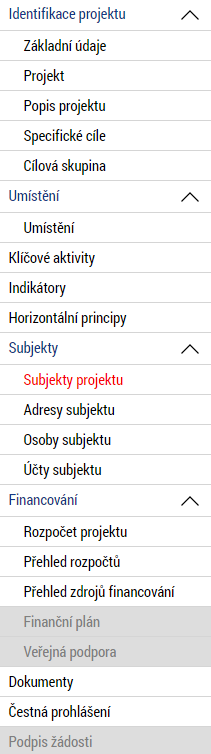 Identifikace projektu
Základní údaje
Projekt
Popis projektu
Specifické cíle
Cílová skupina
Umístění
Umístění
Klíčové aktivity
Indikátory
Horizontální principy
Subjekty
Subjekty projektu
Adresy subjektu
Osoby subjektu
Účty subjektu
Financování
Rozpočet projektu
Přehled rozpočtů
Přehled zdrojů financování
Finanční plán
Veřejná podpora
Dokumenty
Čestná prohlášení
Podpis žádosti